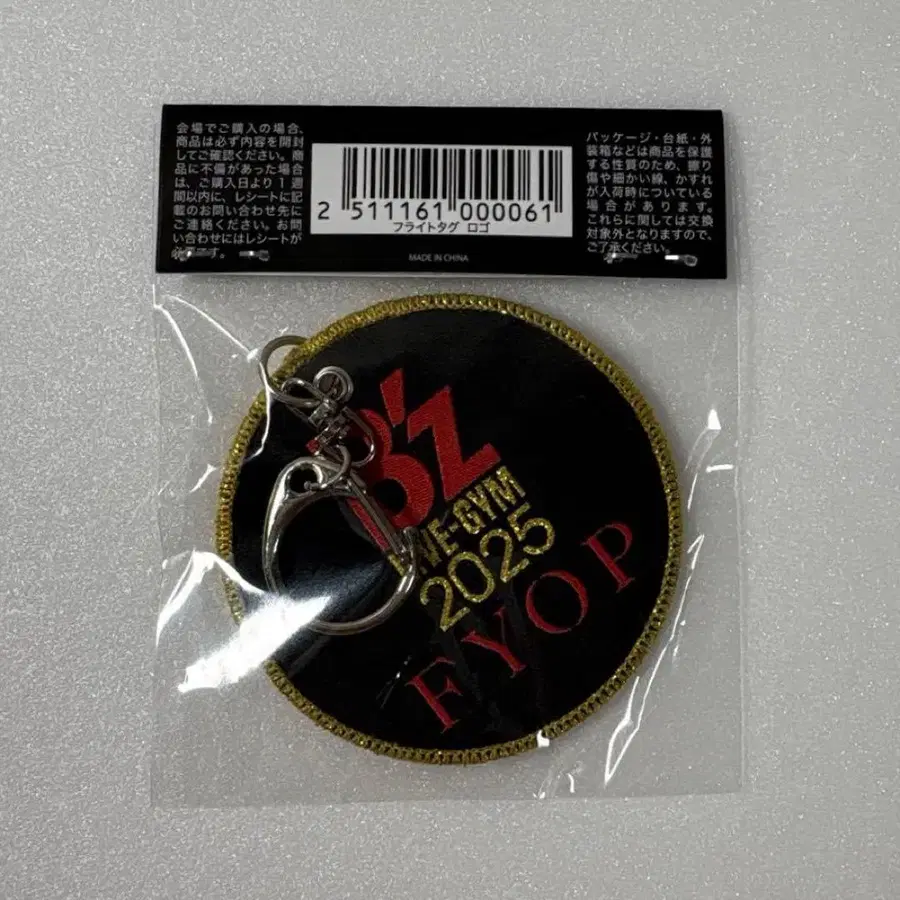 会場でご購入の場合、
商品は必ず内容を開封
してご確認ください。商
品に不備があった場合
は、ご購入日より1週
間以内に、レシートに記
載のお問い合わせ先に
ご連絡ください。お問
い合わせにはレシートが
必要です。
2 511161 000061
フライトタグ ロゴ
MADE IN CHINA
パッケージ・台紙・外
装箱などは商品を保護
する性質のため、擦り
傷や細かい線、かすれ
が入荷時についている
場合があります。
これらに関しては交換
対象外となりますので、
ご了承ください。
B'z
LIVE-GYM
2025
FYOP